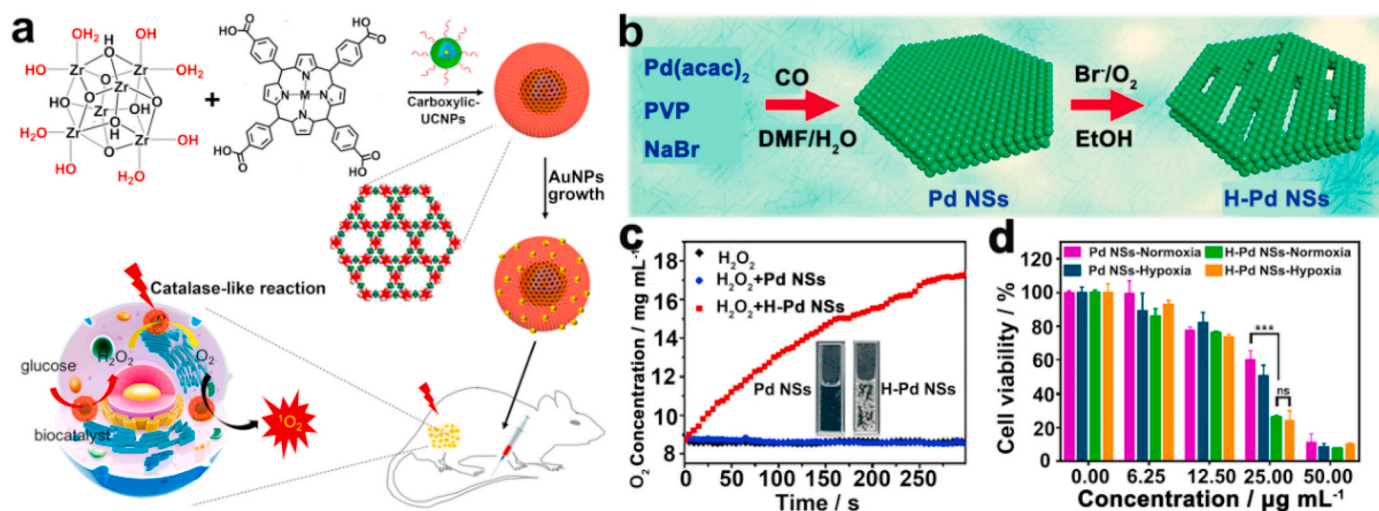 a
OH₂
OH
HO
Zr
O
H
Zr
OH₂
O
O
HO
Zr
OH
Zr
O
H
Zr
O
Zr
H₂O
OH
HO
H₂O
+
HO
O
O
OH
N
N
M
N
N
HO
O
O
OH
Carboxylic-
UCNPs
AuNPs
growth
Catalase-like reaction
H₂O₂
O₂
glucose
biocatalyst
¹O₂
b
Pd(acac)₂
PVP
NaBr
CO
DMF/H₂O
Pd NSs
Br⁻/O₂
EtOH
H-Pd NSs
c
O₂ Concentration / mg mL⁻¹
18
16
14
12
10
8
H₂O₂
H₂O₂+Pd NSs
H₂O₂+H-Pd NSs
Pd NSs
H-Pd NSs
0 50 100 150 200 250
Time / s
d
Cell viability / %
120
100
80
60
40
20
0
Pd NSs-Normoxia H-Pd NSs-Normoxia
Pd NSs-Hypoxia H-Pd NSs-Hypoxia
***
ns
0.00 6.25 12.50 25.00 50.00
Concentration / µg mL⁻¹